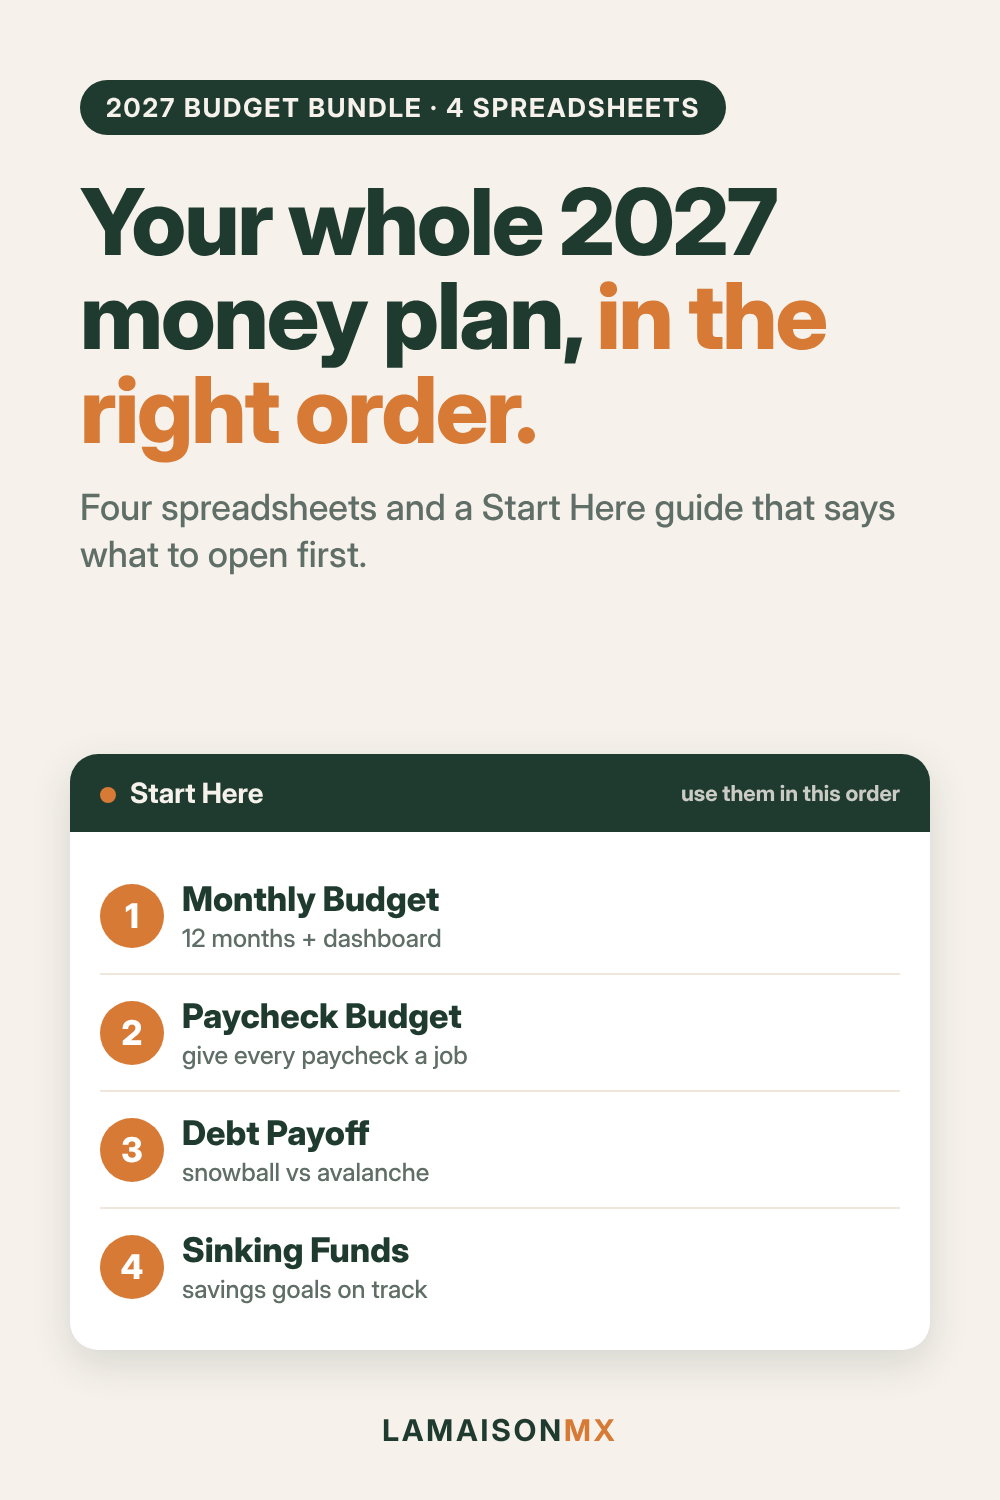 2027 BUDGET BUNDLE · 4 SPREADSHEETS
Your whole 2027
money plan, in the
right order.
Four spreadsheets and a Start Here guide that says
what to open first.
Start Here
use them in this order
1
Monthly Budget
12 months + dashboard
2
Paycheck Budget
give every paycheck a job
3
Debt Payoff
snowball vs avalanche
4
Sinking Funds
savings goals on track
LAMAISONMX